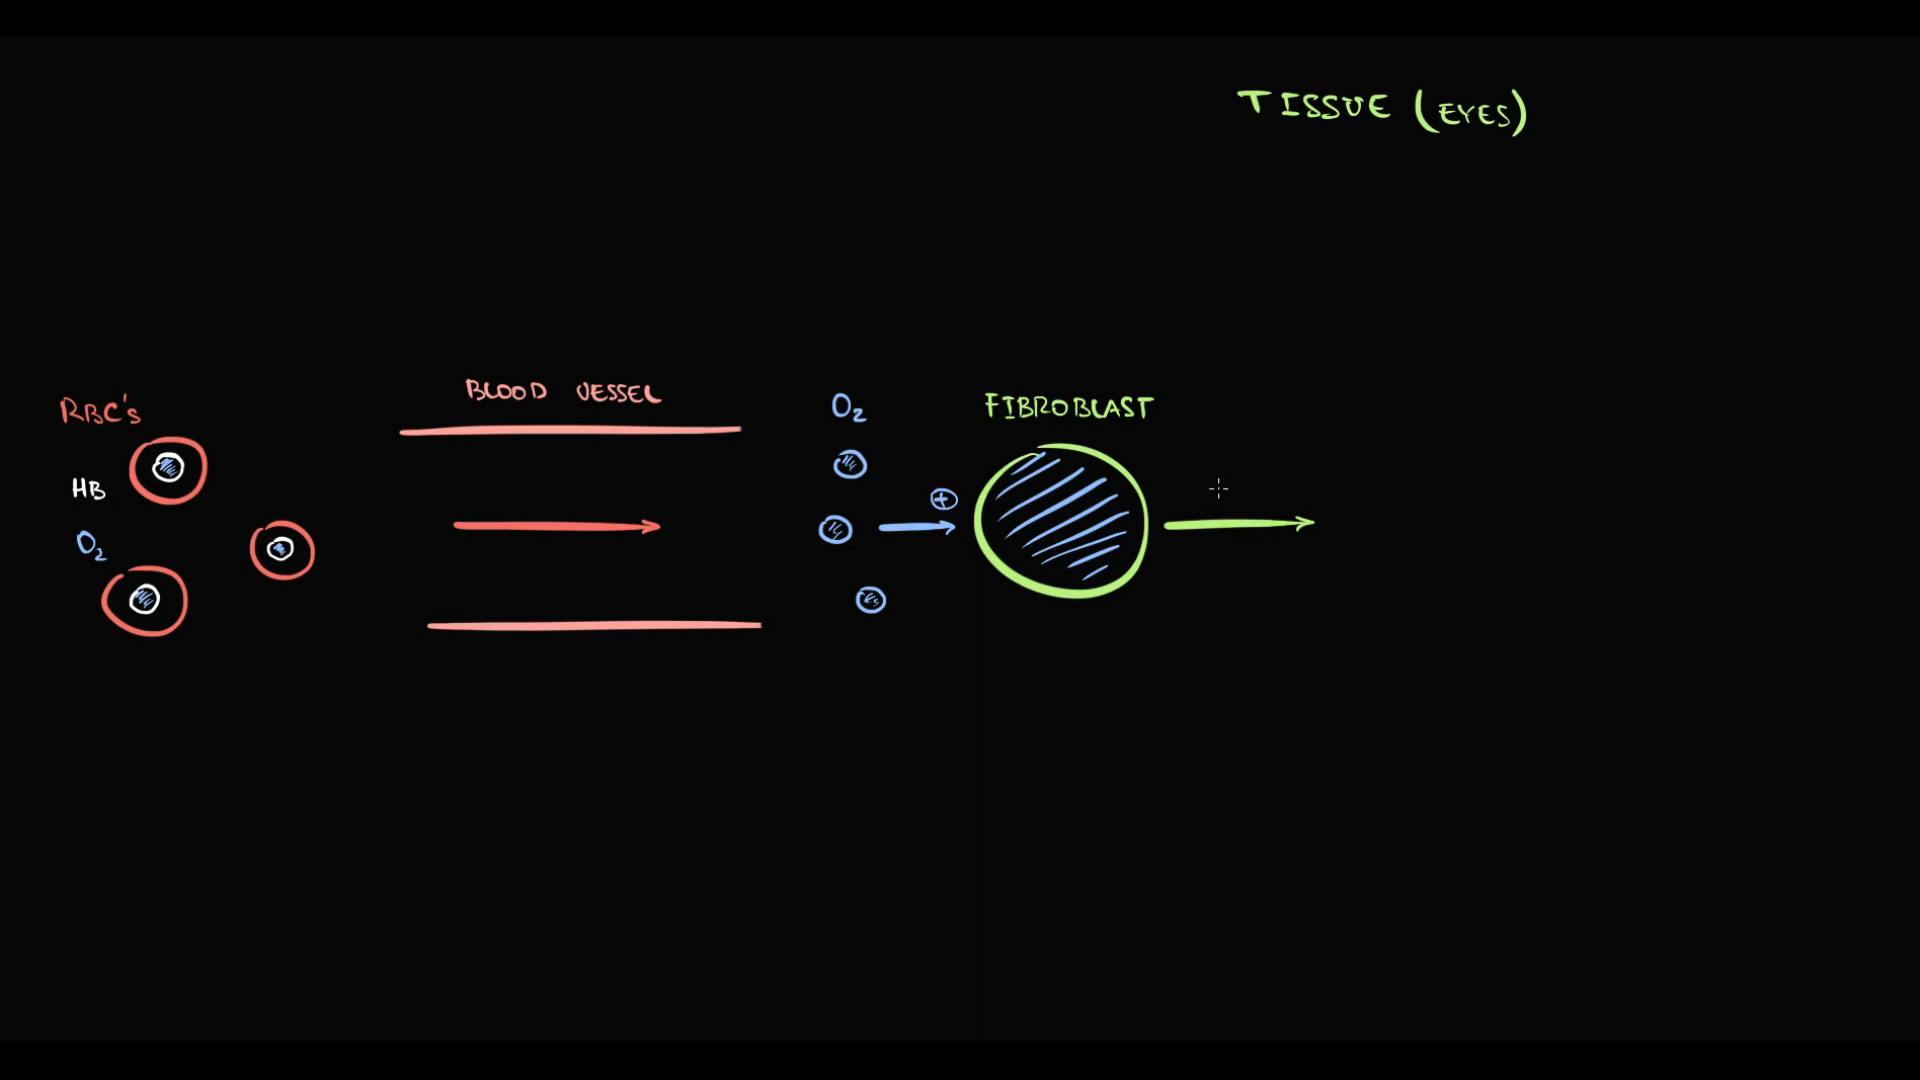 TISSUE (EYES)
BLOOD VESSEL
RBC's
O2
FIBROBLAST
HB
O2